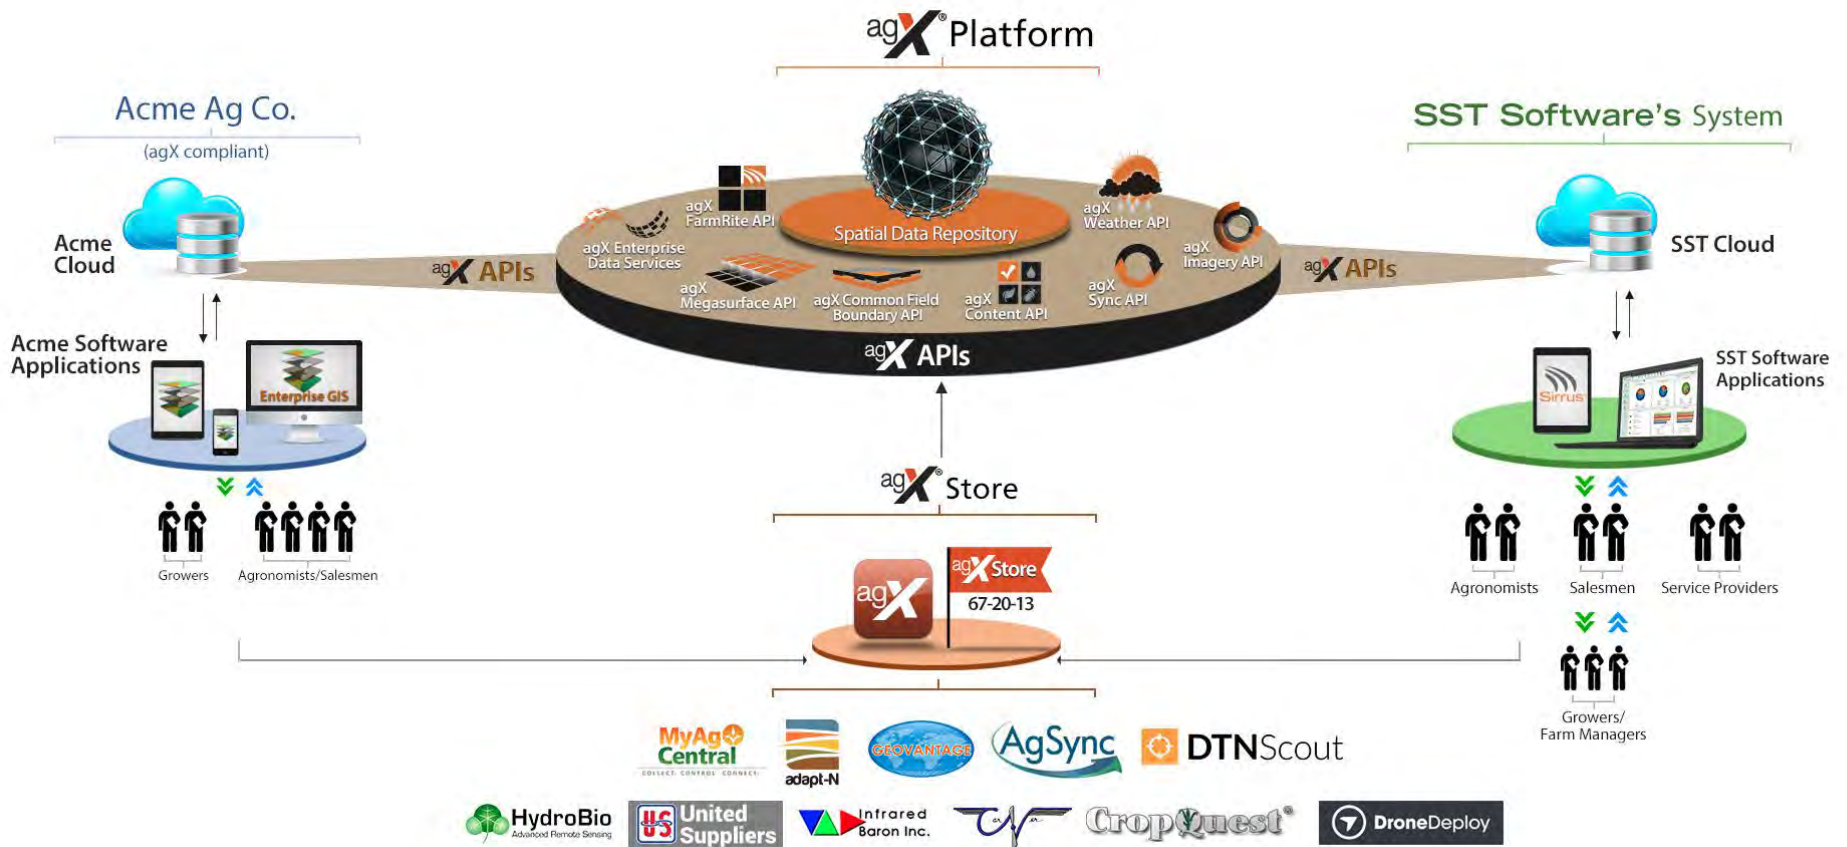 agX® Platform
Acme Ag Co.
(agX compliant)
SST Software's System
agX
FarmRite API
agX
Weather API
Spatial Data Repository
agX Enterprise
Data Services
agX
Imagery API
Acme
Cloud
SST Cloud
agX APIs
agX APIs
agX
Megasurface API
agX Common Field
Boundary API
agX
Content API
agX
Sync API
agX APIs
Acme Software
Applications
Enterprise GIS
SST Software
Applications
Sirrus
agX® Store
Growers
Agronomists/Salesmen
Agronomists
Salesmen
Service Providers
agX
agX Store
67-20-13
Growers/
Farm Managers
MyAg
Central
COLLECT. CONTROL. CONNECT.
adapt-N
GEOVANTAGE
AgSync
DTNScout
HydroBio
Advanced Remote Sensing
US
United
Suppliers
Infrared
Baron Inc.
CropQuest®
DroneDeploy